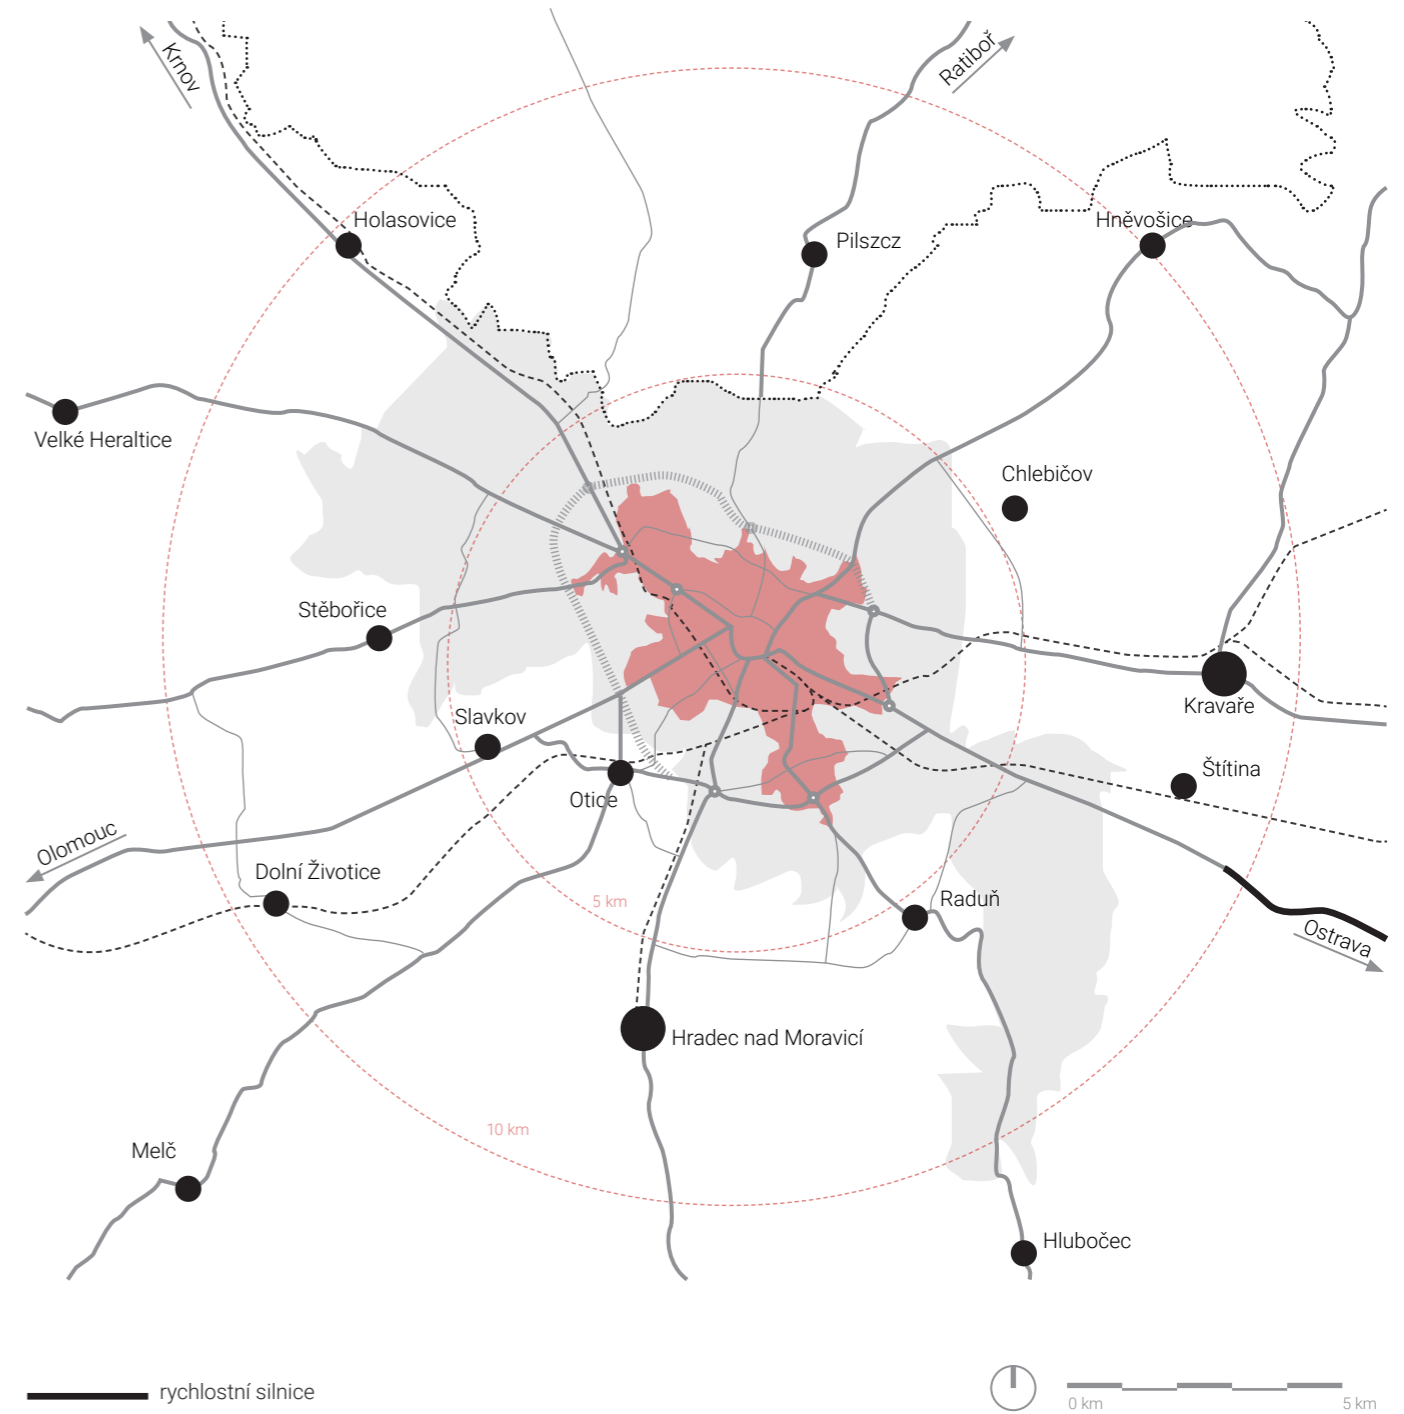 Krnov
Ratiboř
Holasovice
Hněvošice
Pilszcz
Velké Heraltice
Chlebičov
Stěbořice
Kravaře
Slavkov
Štítina
Otice
Olomouc
Dolní Životice
5 km
Raduň
Ostrava
Hradec nad Moravicí
10 km
Melč
Hlubočec
rychlostní silnice
0 km
5 km